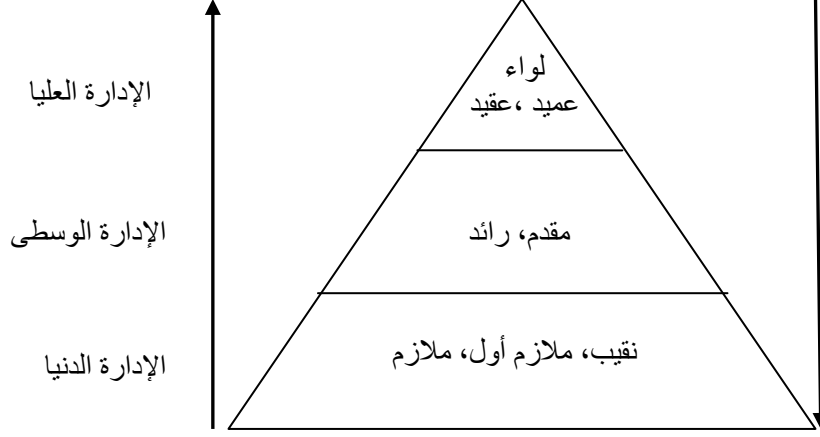 لواء
الإدارة العليا
عميد ،عقيد
الإدارة الوسطى
مقدم، رائد
نقيب، ملازم أول، ملازم
الإدارة الدنيا